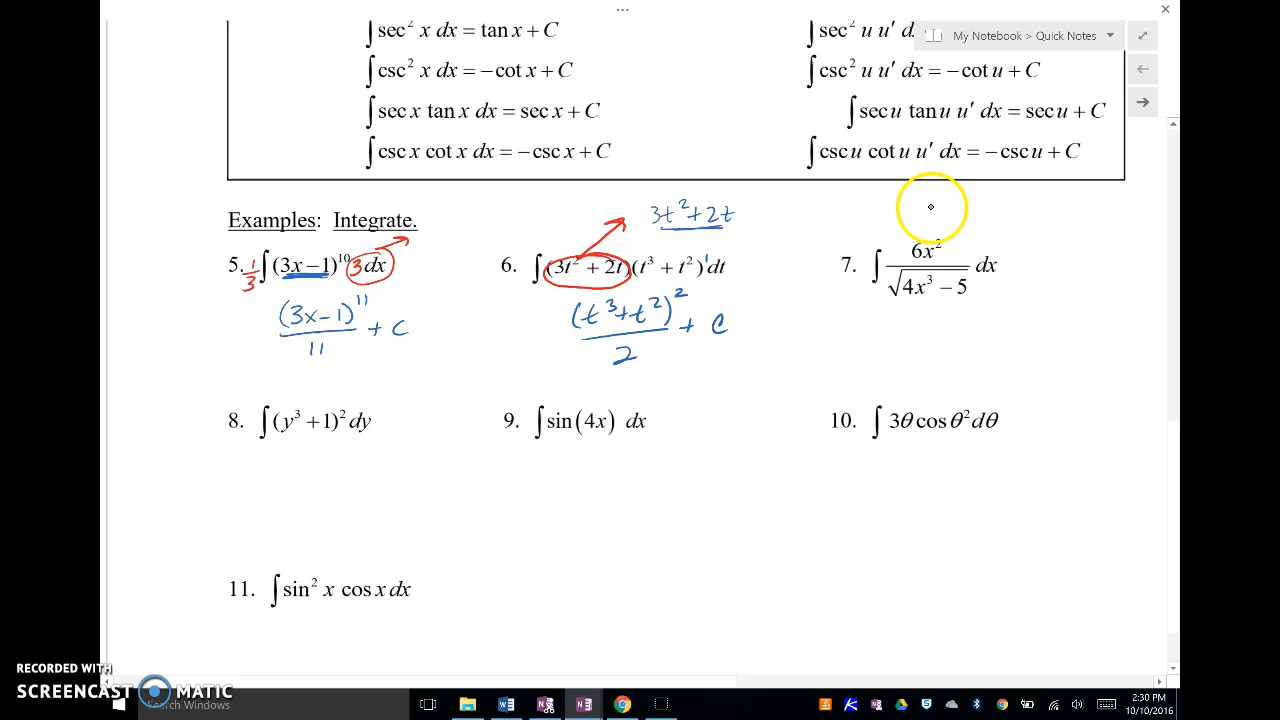 ∫ sec² x dx = tan x + C
∫ sec² u u′ d
My Notebook > Quick Notes
∫ csc² x dx = −cot x + C
∫ csc² u u′ dx = −cot u + C
∫ sec x tan x dx = sec x + C
∫ sec u tan u u′ dx = sec u + C
∫ csc x cot x dx = −csc x + C
∫ csc u cot u u′ dx = −csc u + C
Examples: Integrate.
3t² + 2t
5. 1/3 ∫ (3x − 1)¹⁰ 3 dx
(3x − 1)¹¹ / 11 + C
6. ∫ (3t² + 2t)(t³ + t²)¹ dt
(t³ + t²)² / 2 + C
7. ∫ 6x² / √(4x³ − 5) dx
8. ∫ (y³ + 1)² dy
9. ∫ sin(4x) dx
10. ∫ 3θ cos θ² dθ
11. ∫ sin² x cos x dx
RECORDED WITH
SCREENCAST MATIC
Search Windows
2:30 PM
10/10/2016